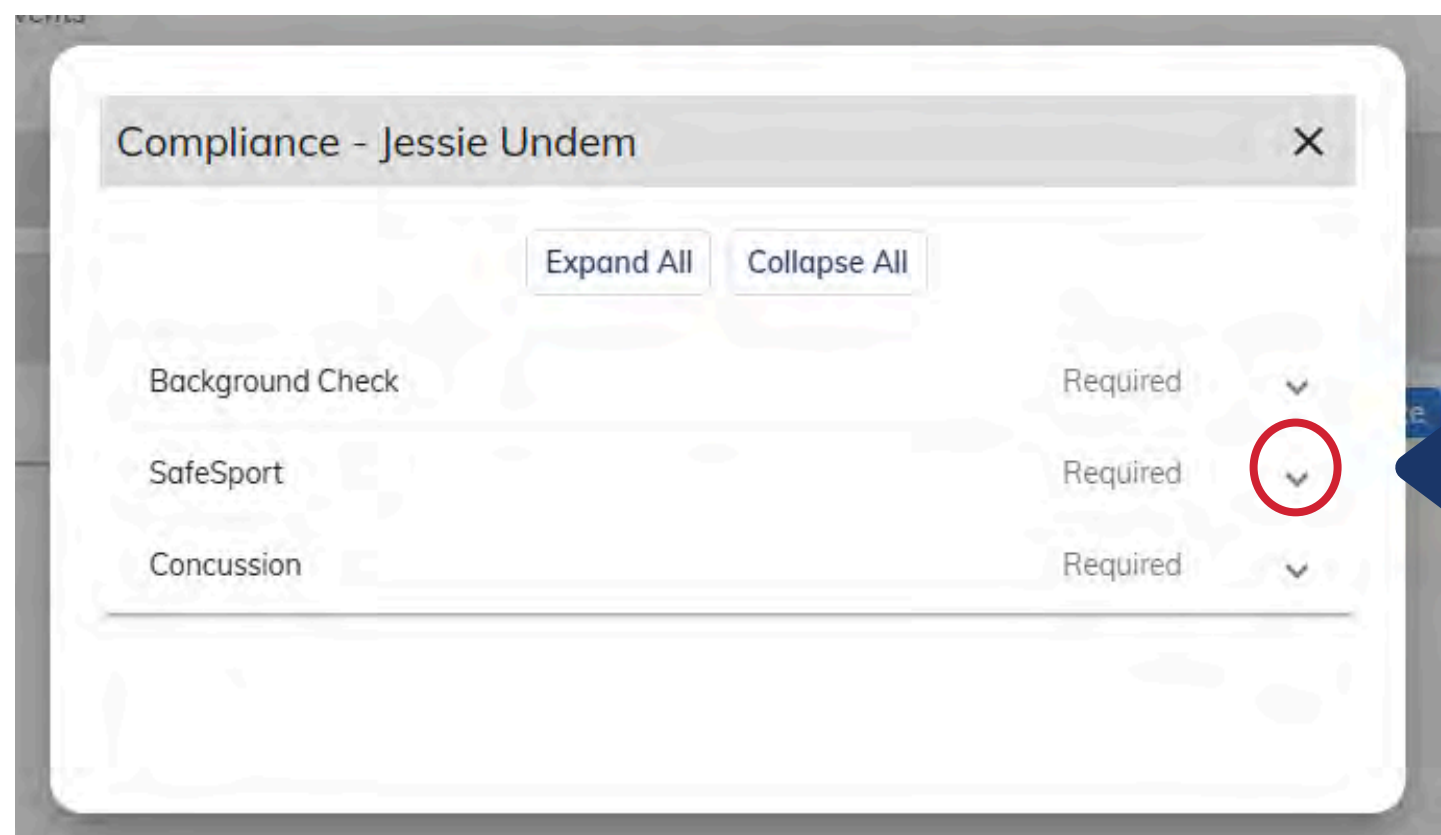 Compliance - Jessie Undem
Expand All Collapse All
Background Check Required
SafeSport Required
Concussion Required